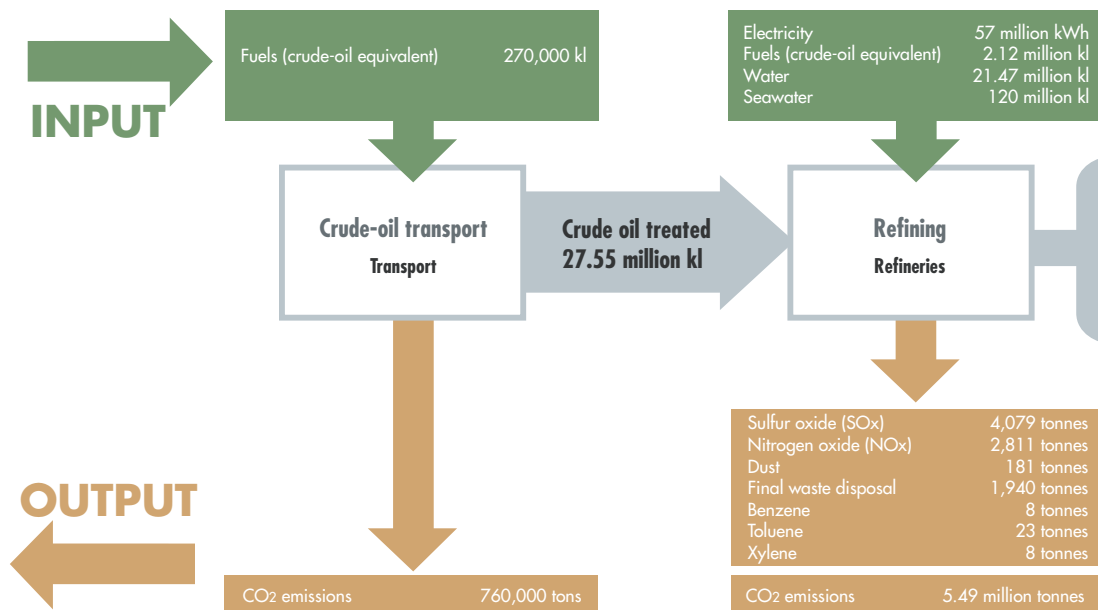 INPUT
Fuels (crude-oil equivalent) 270,000 kl
Electricity 57 million kWh
Fuels (crude-oil equivalent) 2.12 million kl
Water 21.47 million kl
Seawater 120 million kl
Crude-oil transport
Transport
Crude oil treated
27.55 million kl
Refining
Refineries
OUTPUT
Sulfur oxide (SOx) 4,079 tonnes
Nitrogen oxide (NOx) 2,811 tonnes
Dust 181 tonnes
Final waste disposal 1,940 tonnes
Benzene 8 tonnes
Toluene 23 tonnes
Xylene 8 tonnes
CO2 emissions 760,000 tons
CO2 emissions 5.49 million tonnes